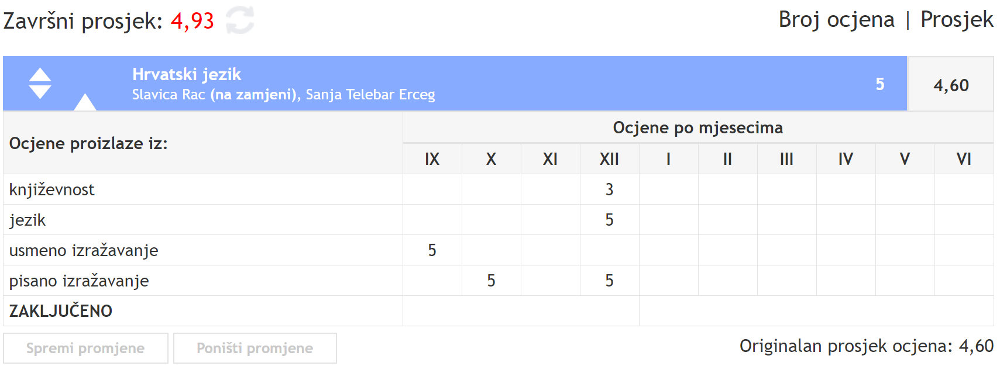 Završni prosjek: 4,93
Broj ocjena | Prosjek
Hrvatski jezik
Slavica Rac (na zamjeni), Sanja Telebar Erceg
5
4,60
Ocjene proizlaze iz:
Ocjene po mjesecima
IX X XI XII I II III IV V VI
književnost 3
jezik 5
usmeno izražavanje 5
pisano izražavanje 5 5
ZAKLJUČENO
Spremi promjene
Poništi promjene
Originalan prosjek ocjena: 4,60